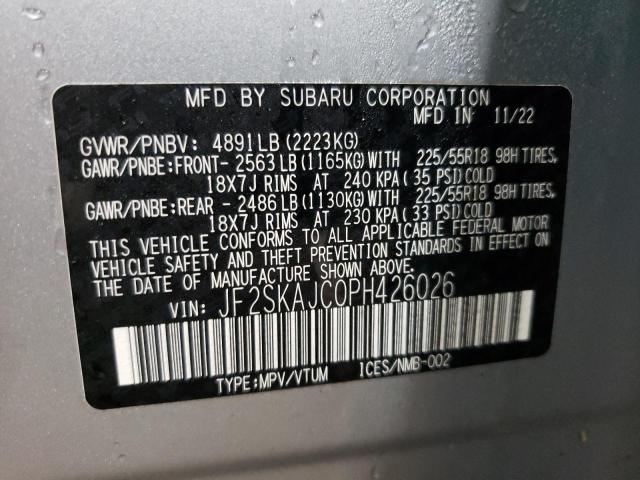 MFD BY SUBARU CORPORATION
MFD IN: 11/22
GVWR/PNBV: 4891LB (2223KG)
GAWR/PNBE:FRONT- 2563LB (1165KG)WITH 225/55R18 98H TIRES,
18X7J RIMS AT 240 KPA (35 PSI)COLD
GAWR/PNBE:REAR - 2486LB (1130KG)WITH 225/55R18 98H TIRES,
18X7J RIMS AT 230 KPA (33 PSI)COLD
THIS VEHICLE CONFORMS TO ALL APPLICABLE FEDERAL MOTOR
VEHICLE SAFETY AND THEFT PREVENTION STANDARDS IN EFFECT ON
THE DATE OF MANUFACTURE SHOWN ABOVE.
VIN: JF2SKAJC0PH426026
TYPE:MPV/VTUM ICES/NMB-002